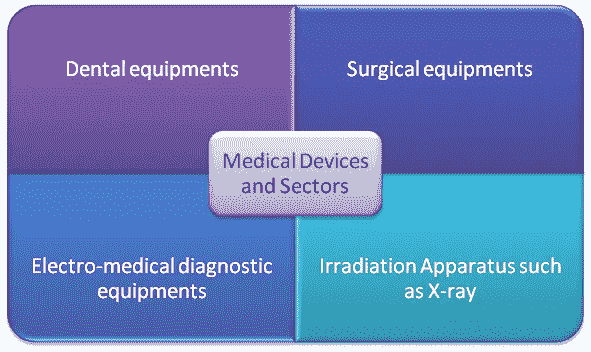 Dental equipments
Surgical equipments
Medical Devices
and Sectors
Electro-medical diagnostic
equipments
Irradiation Apparatus such
as X-ray